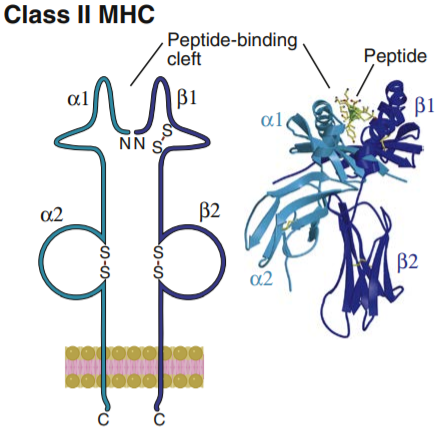 Class II MHC
Peptide-binding
cleft
Peptide
α1
β1
N N
S
S
α2
β2
S
S
S
S
C
C
α1
β1
α2
β2